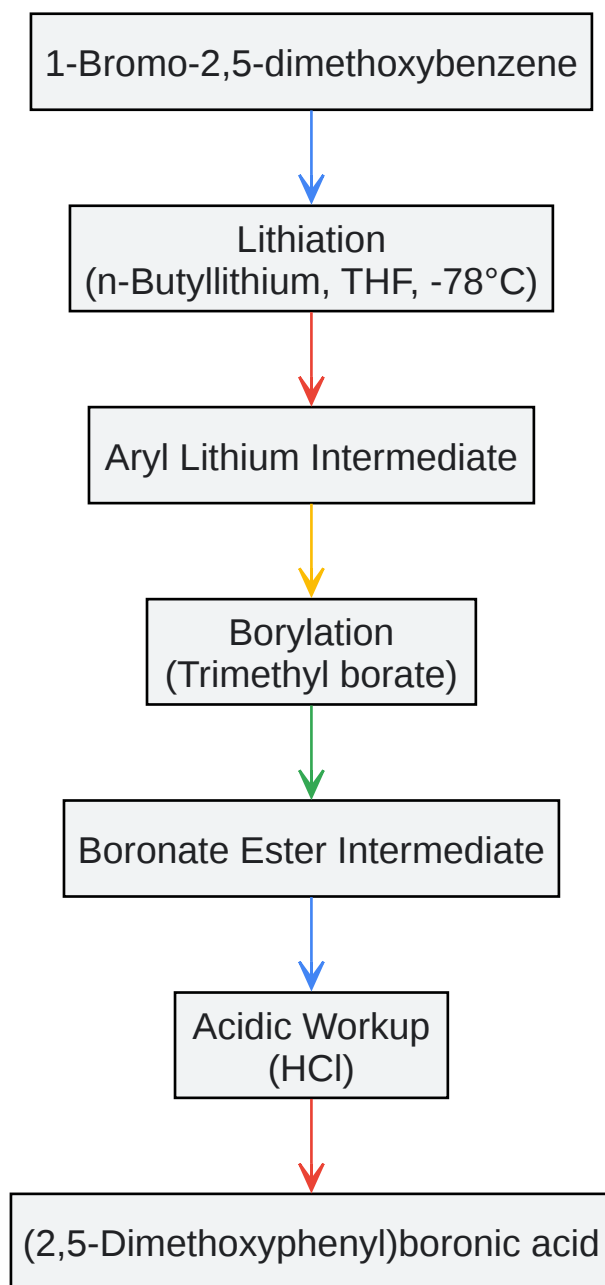 1-Bromo-2,5-dimethoxybenzene
Lithiation
(n-Butyllithium, THF, -78°C)
Aryl Lithium Intermediate
Borylation
(Trimethyl borate)
Boronate Ester Intermediate
Acidic Workup
(HCl)
(2,5-Dimethoxyphenyl)boronic acid